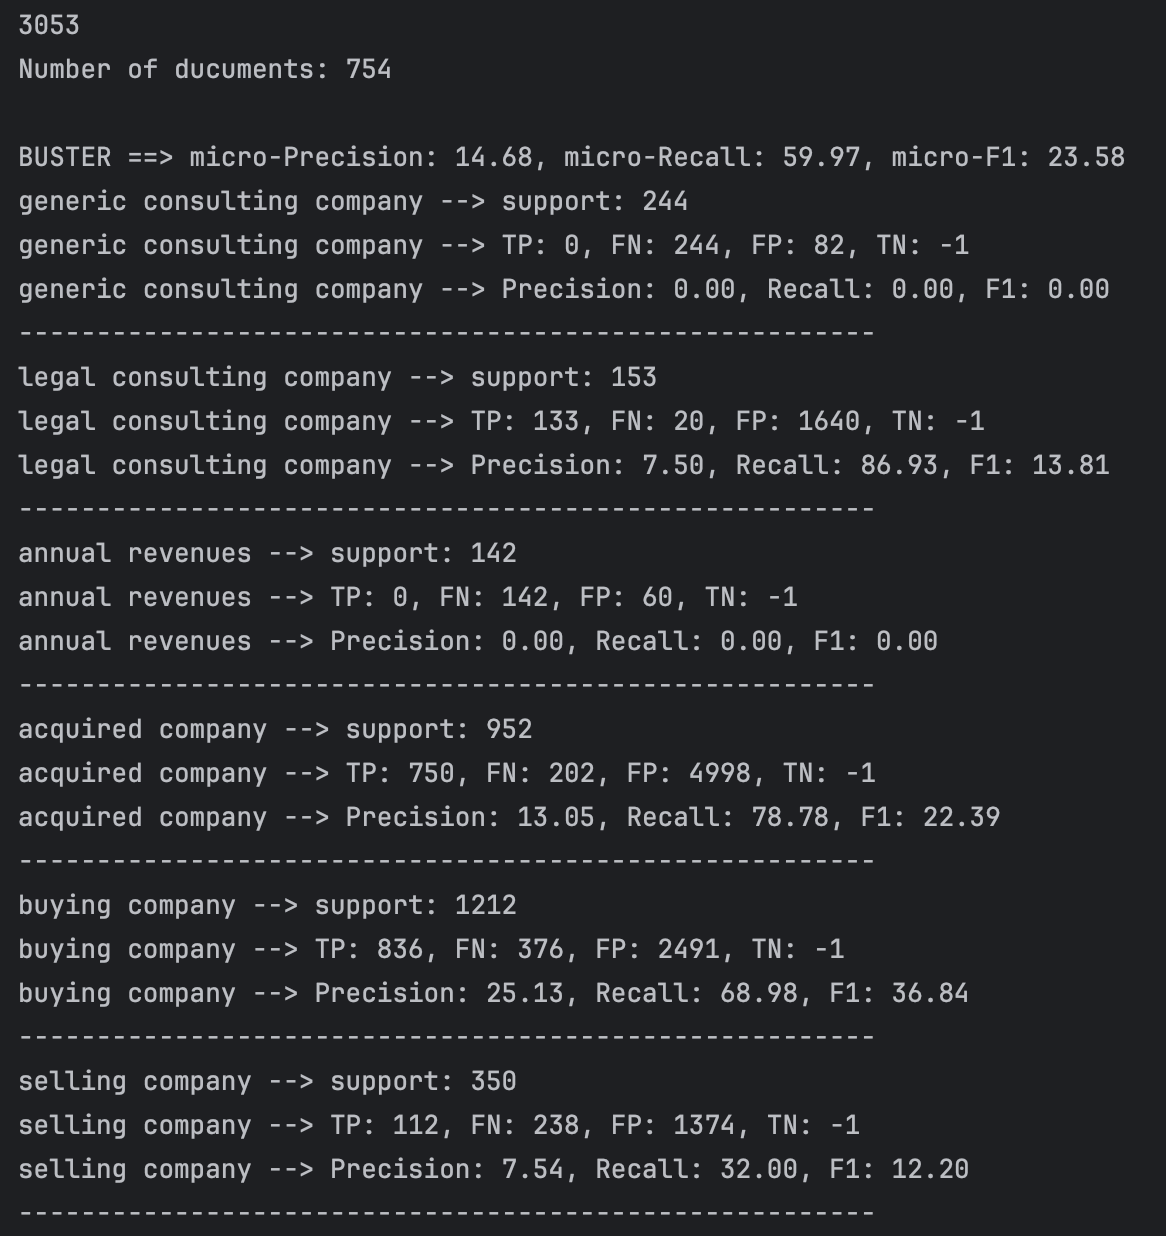 3053
Number of ducuments: 754
BUSTER ==> micro-Precision: 14.68, micro-Recall: 59.97, micro-F1: 23.58
generic consulting company --> support: 244
generic consulting company --> TP: 0, FN: 244, FP: 82, TN: -1
generic consulting company --> Precision: 0.00, Recall: 0.00, F1: 0.00
-------------------------------------------------------
legal consulting company --> support: 153
legal consulting company --> TP: 133, FN: 20, FP: 1640, TN: -1
legal consulting company --> Precision: 7.50, Recall: 86.93, F1: 13.81
-------------------------------------------------------
annual revenues --> support: 142
annual revenues --> TP: 0, FN: 142, FP: 60, TN: -1
annual revenues --> Precision: 0.00, Recall: 0.00, F1: 0.00
-------------------------------------------------------
acquired company --> support: 952
acquired company --> TP: 750, FN: 202, FP: 4998, TN: -1
acquired company --> Precision: 13.05, Recall: 78.78, F1: 22.39
-------------------------------------------------------
buying company --> support: 1212
buying company --> TP: 836, FN: 376, FP: 2491, TN: -1
buying company --> Precision: 25.13, Recall: 68.98, F1: 36.84
-------------------------------------------------------
selling company --> support: 350
selling company --> TP: 112, FN: 238, FP: 1374, TN: -1
selling company --> Precision: 7.54, Recall: 32.00, F1: 12.20
-------------------------------------------------------